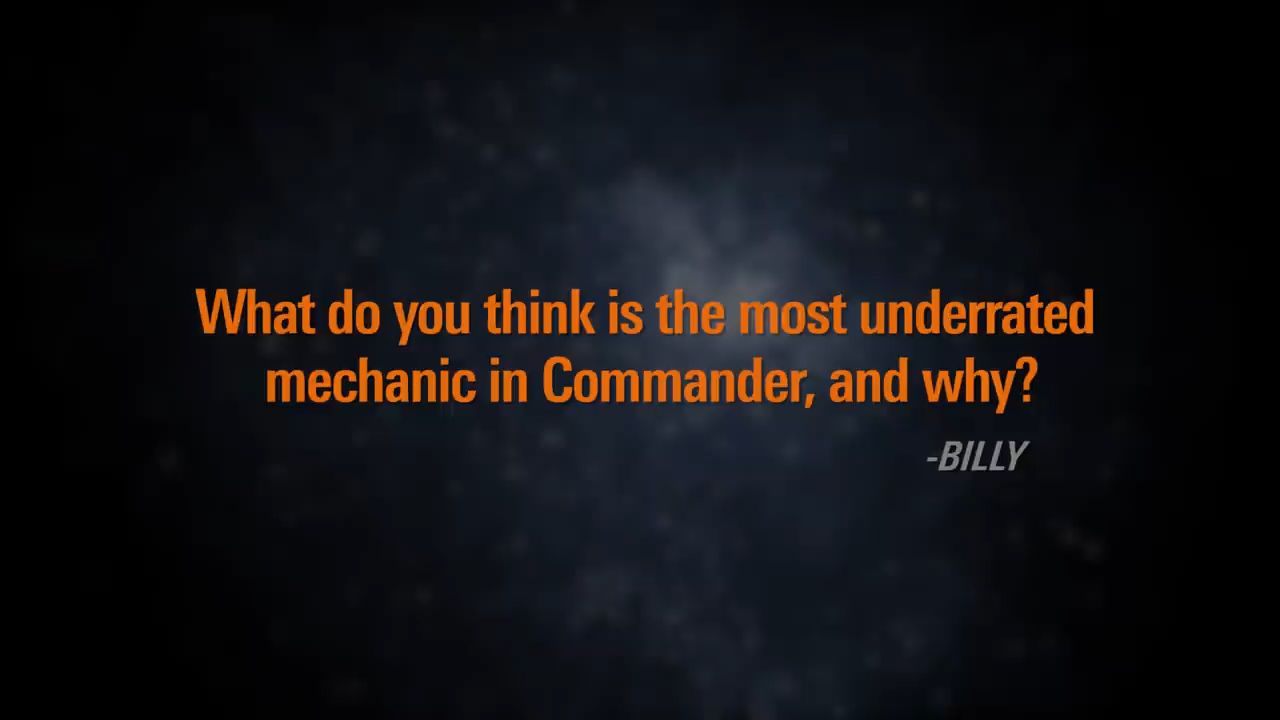 What do you think is the most underrated
mechanic in Commander, and why?
-BILLY